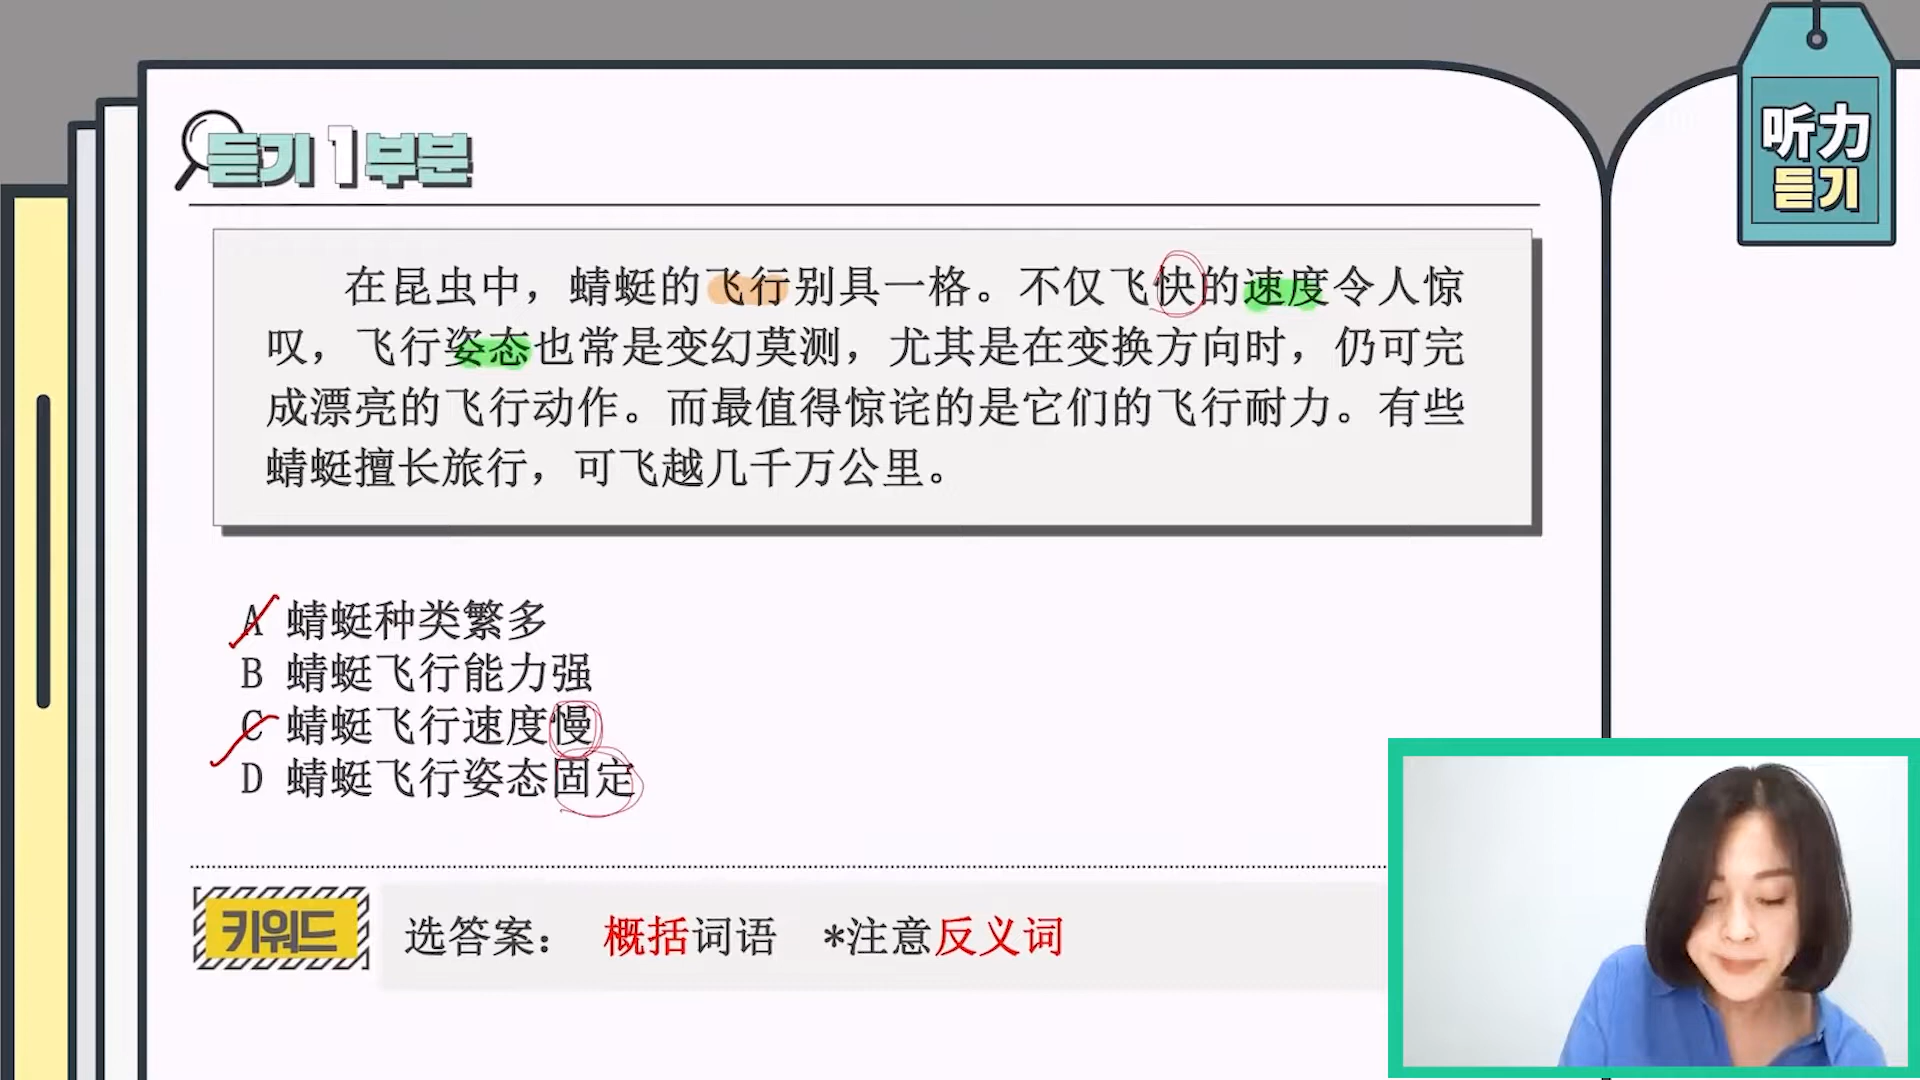 듣기 1 부분
听力
듣기
在昆虫中，蜻蜓的飞行别具一格。不仅飞快的速度令人惊
叹，飞行姿态也常是变幻莫测，尤其是在变换方向时，仍可完
成漂亮的飞行动作。而最值得惊诧的是它们的飞行耐力。有些
蜻蜓擅长旅行，可飞越几千万公里。
A 蜻蜓种类繁多
B 蜻蜓飞行能力强
C 蜻蜓飞行速度慢
D 蜻蜓飞行姿态固定
키워드
选答案： 概括词语 *注意反义词